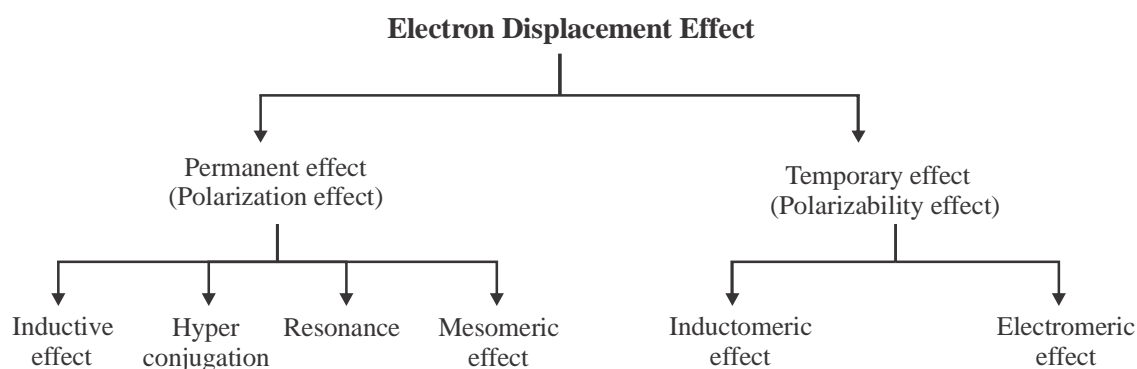 Electron Displacement Effect
Permanent effect
(Polarization effect)
Temporary effect
(Polarizability effect)
Inductive
effect
Hyper
conjugation
Resonance
Mesomeric
effect
Inductomeric
effect
Electromeric
effect